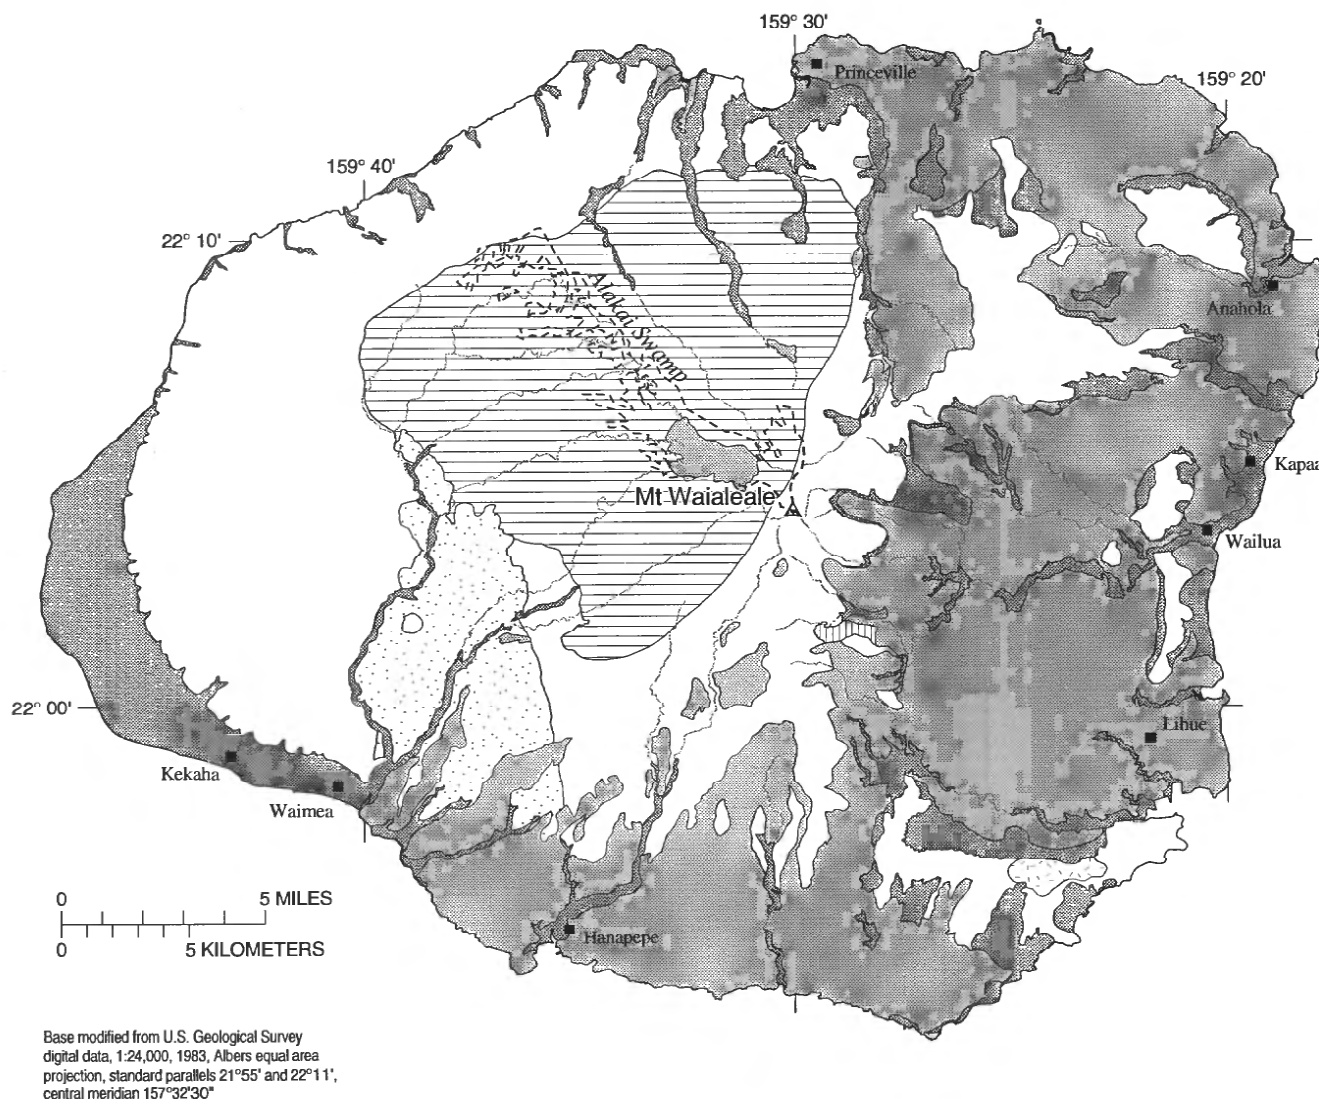 159° 30'
Princeville
159° 20'
159° 40'
22° 10'
Alakai Swamp
Anahola
Kapaa
Mt Waialeale
Wailua
22° 00'
Lihue
Kekaha
Waimea
0 5 MILES
0 5 KILOMETERS
Hanapepe
Base modified from U.S. Geological Survey
digital data, 1:24,000, 1983, Albers equal area
projection, standard parallels 21°55' and 22°11',
central meridian 157°32'30"